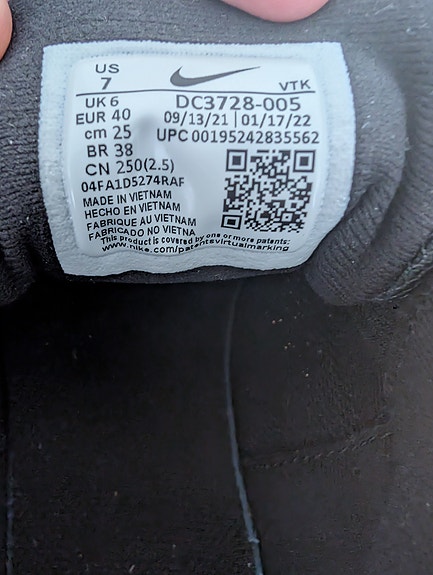 US
7
VTK
UK 6
EUR 40
cm 25
BR 38
CN 250(2.5)
DC3728-005
09/13/21 | 01/17/22
UPC 00195242835562
04FA1D5274RAF
MADE IN VIETNAM
HECHO EN VIETNAM
FABRIQUE AU VIETNAM
FABRICADO NO VIETNA
This product is covered by one or more patents:
www.nike.com/patentsvirtualmarking